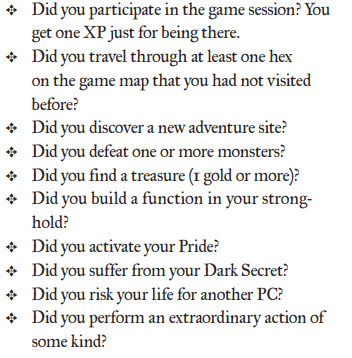 ❖ Did you participate in the game session? You
get one XP just for being there.
❖ Did you travel through at least one hex
on the game map that you had not visited
before?
❖ Did you discover a new adventure site?
❖ Did you defeat one or more monsters?
❖ Did you find a treasure (1 gold or more)?
❖ Did you build a function in your strong-
hold?
❖ Did you activate your Pride?
❖ Did you suffer from your Dark Secret?
❖ Did you risk your life for another PC?
❖ Did you perform an extraordinary action of
some kind?